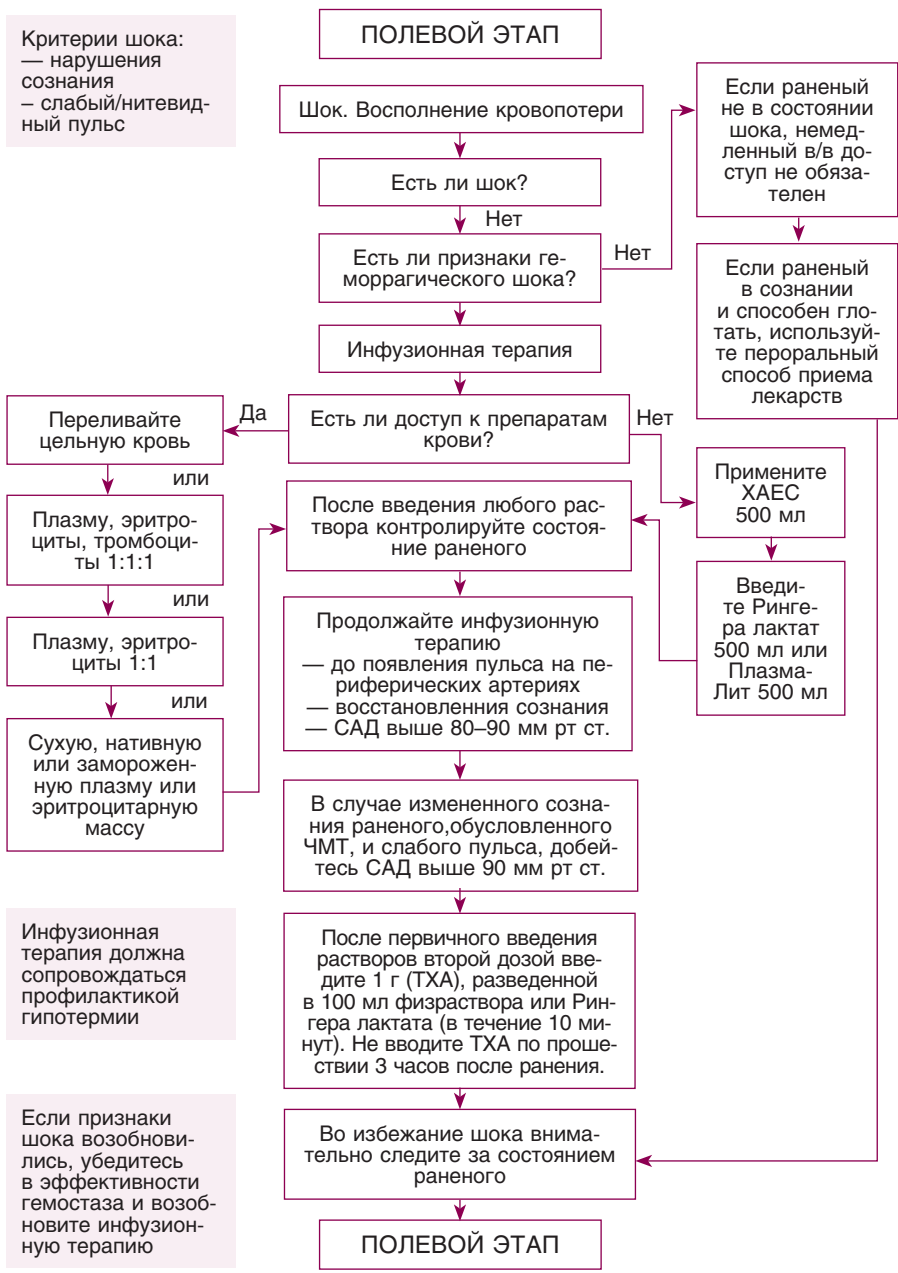 Критерии шока:
— нарушения
сознания
– слабый/нитевид-
ный пульс
ПОЛЕВОЙ ЭТАП
Шок. Восполнение кровопотери
Есть ли шок?
Нет
Есть ли признаки ге-
моррагического шока?
Нет
Если раненый
не в состоянии
шока, немед-
ленный в/в до-
ступ не обяза-
телен
Если раненый
в сознании
и способен гло-
тать, используй-
те пероральный
способ приема
лекарств
Инфузионная терапия
Есть ли доступ к препаратам
крови?
Да
Нет
Переливайте
цельную кровь
или
Плазму, эритро-
циты, тромбоци-
ты 1:1:1
или
Плазму, эритро-
циты 1:1
или
Сухую, нативную
или заморожен-
ную плазму или
эритроцитарную
массу
Примените
ХАЕС
500 мл
Введи-
те Ринге-
ра лактат
500 мл или
Плазма-
Лит 500 мл
После введения любого рас-
твора контролируйте состоя-
ние раненого
Продолжайте инфузионную
терапию
— до появления пульса на пе-
риферических артериях
— восстановленния сознания
— САД выше 80–90 мм рт ст.
В случае измененного созна-
ния раненого,обусловленного
ЧМТ, и слабого пульса, добей-
тесь САД выше 90 мм рт ст.
После первичного введения
растворов второй дозой вве-
дите 1 г (ТХА), разведенной
в 100 мл физраствора или Рин-
гера лактата (в течение 10 ми-
нут). Не вводите ТХА по проше-
ствии 3 часов после ранения.
Во избежание шока внима-
тельно следите за состоянием
раненого
ПОЛЕВОЙ ЭТАП
Инфузионная
терапия должна
сопровождаться
профилактикой
гипотермии
Если признаки
шока возобнови-
лись, убедитесь
в эффективности
гемостаза и возоб-
новите инфузион-
ную терапию